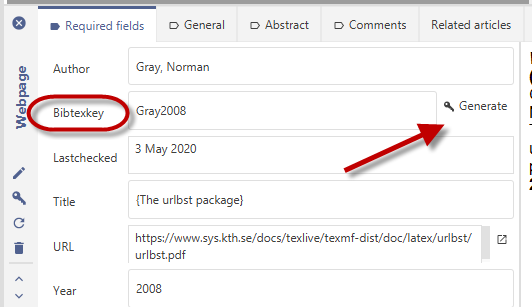 Required fields
General
Abstract
Comments
Related articles
Webpage
Author
Gray, Norman
Bibtexkey
Gray2008
Generate
Lastchecked
3 May 2020
Title
{The urlbst package}
URL
https://www.sys.kth.se/docs/texlive/texmf-dist/doc/latex/urlbst/
urlbst.pdf
Year
2008